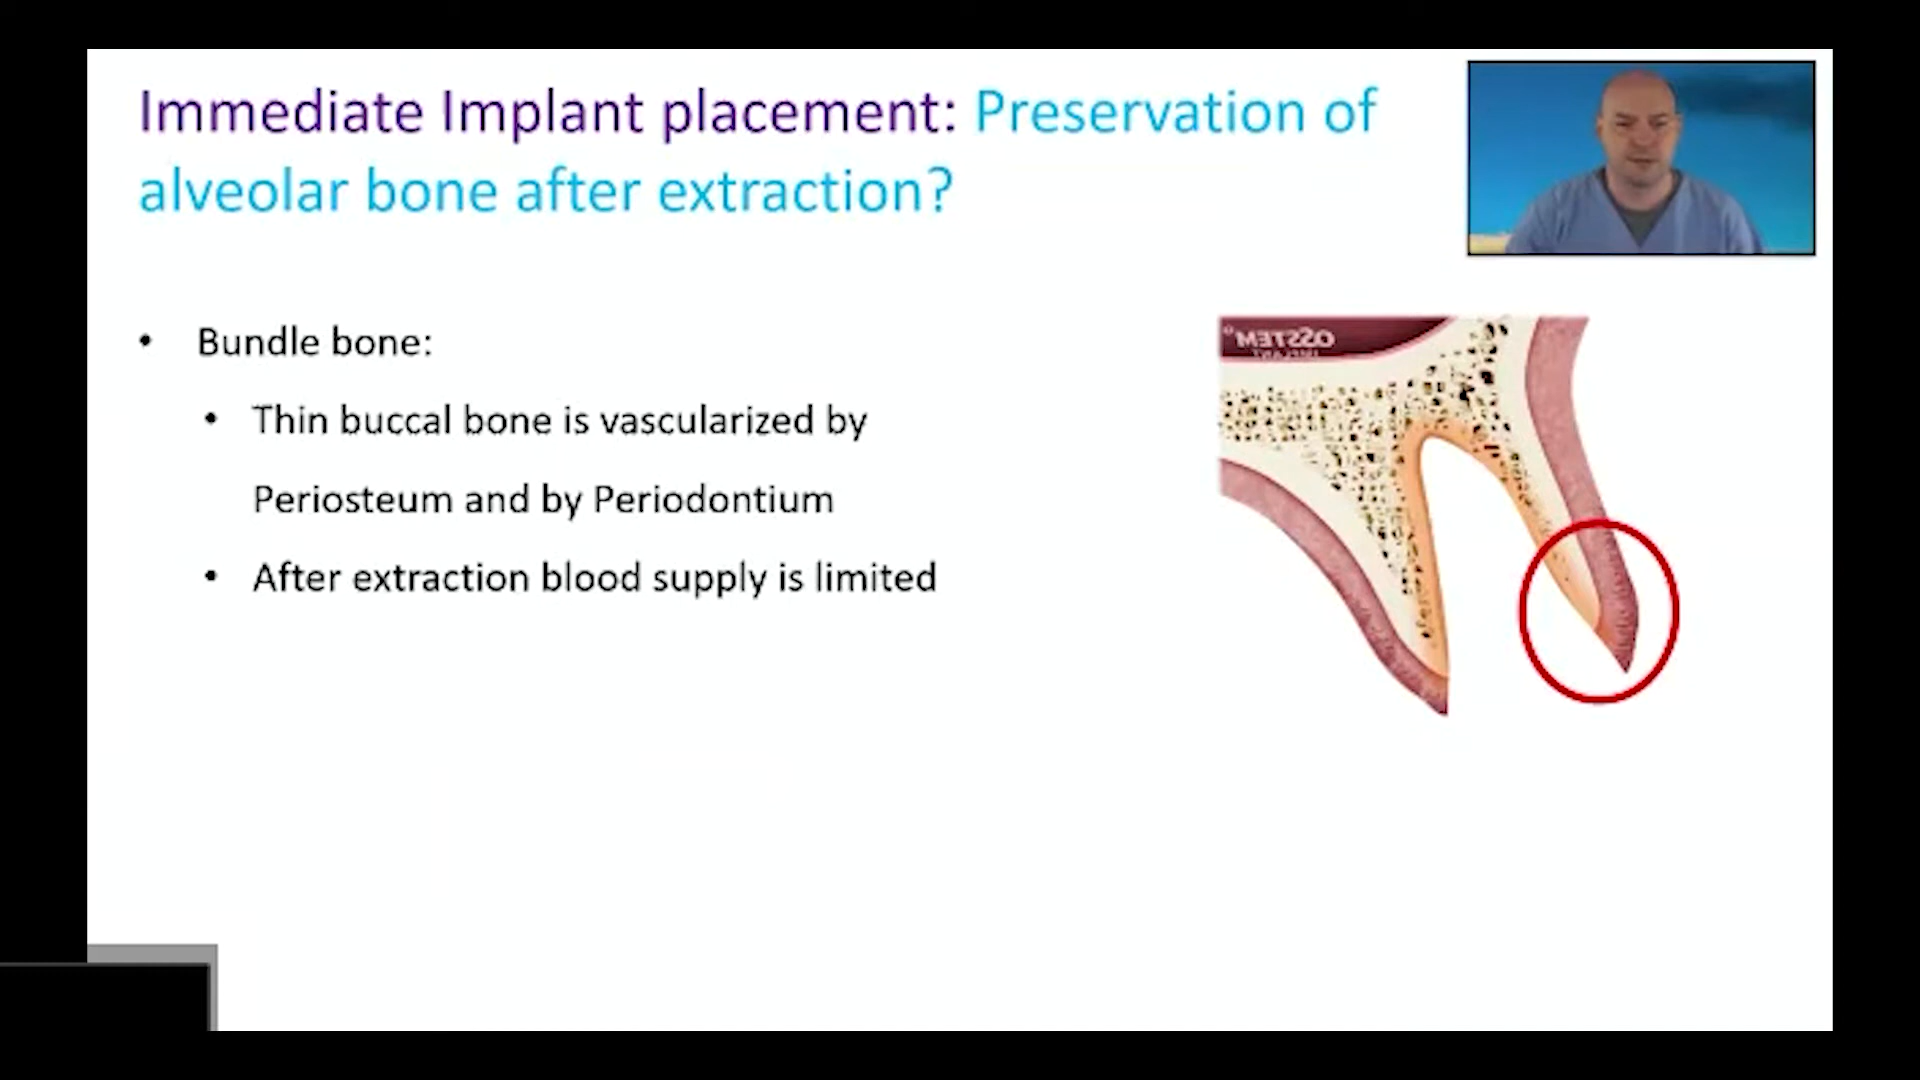 Immediate Implant placement: Preservation of
alveolar bone after extraction?
• Bundle bone:
• Thin buccal bone is vascularized by
Periosteum and by Periodontium
• After extraction blood supply is limited
OSSTEM®
IMPLANT